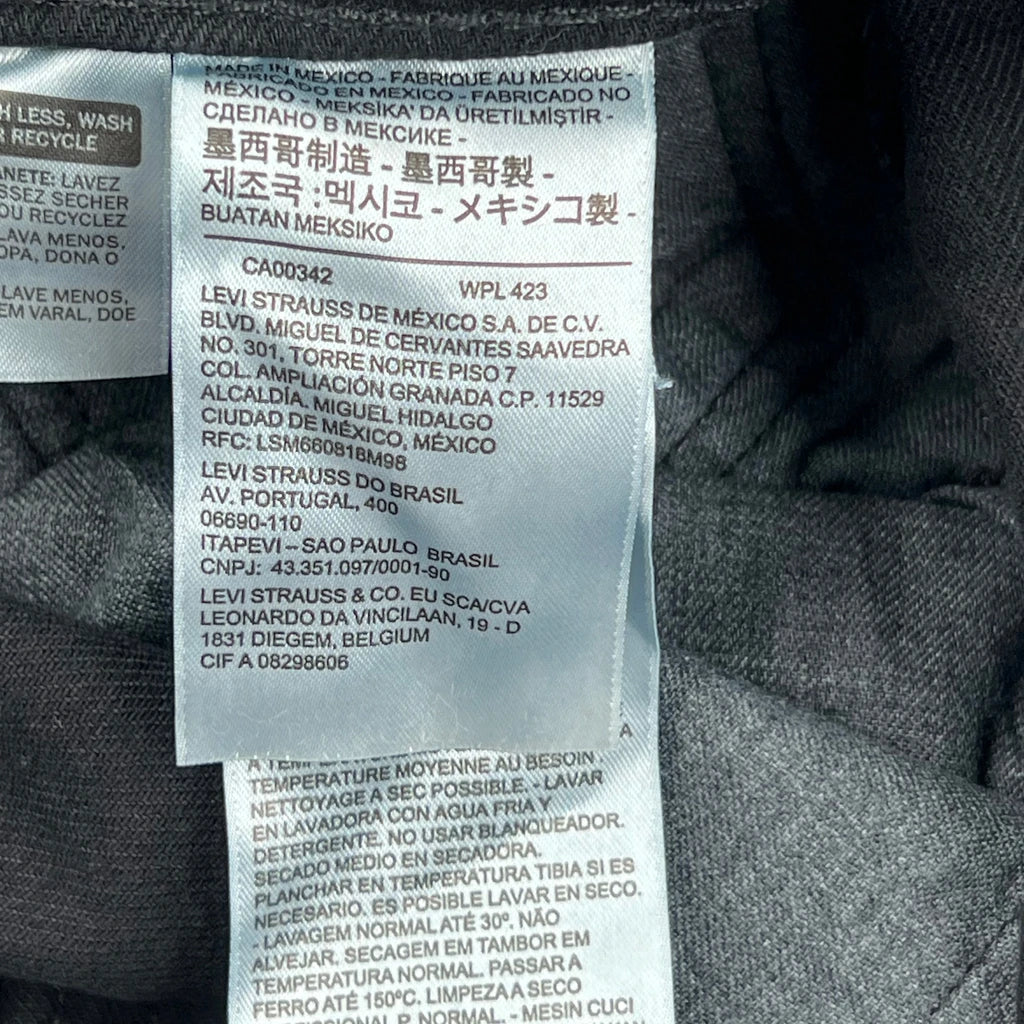 H LESS, WASH
RECYCLE
ANETE: LAVEZ
SSEZ SECHER
OU RECYCLEZ
LAVA MENOS,
OPA, DONA O
LAVE MENOS,
EM VARAL, DOE
MADE IN MEXICO - FABRIQUE AU MEXIQUE -
FABRICADO EN MEXICO - FABRICADO NO
MÉXICO - MEKSİKA' DA ÜRETİLMİŞTİR -
СДЕЛАНО В МЕКСИКЕ -
墨西哥制造 - 墨西哥製 -
제조국 :멕시코 - メキシコ製 -
BUATAN MEKSIKO
CA00342 WPL 423
LEVI STRAUSS DE MÉXICO S.A. DE C.V.
BLVD. MIGUEL DE CERVANTES SAAVEDRA
NO. 301, TORRE NORTE PISO 7
COL. AMPLIACIÓN GRANADA C.P. 11529
ALCALDÍA, MIGUEL HIDALGO
CIUDAD DE MÉXICO, MÉXICO
RFC: LSM660818M98
LEVI STRAUSS DO BRASIL
AV. PORTUGAL, 400
06690-110
ITAPEVI – SAO PAULO BRASIL
CNPJ: 43.351.097/0001-90
LEVI STRAUSS & CO. EU SCA/CVA
LEONARDO DA VINCILAAN, 19 - D
1831 DIEGEM, BELGIUM
CIF A 08298606
A
TEMPERATURE MOYENNE AU BESOIN
NETTOYAGE A SEC POSSIBLE. - LAVAR
EN LAVADORA CON AGUA FRIA Y
DETERGENTE. NO USAR BLANQUEADOR.
SECADO MEDIO EN SECADORA.
PLANCHAR EN TEMPERATURA TIBIA SI ES
NECESARIO. ES POSIBLE LAVAR EN SECO.
- LAVAGEM NORMAL ATÉ 30º. NÃO
ALVEJAR. SECAGEM EM TAMBOR EM
TEMPERATURA NORMAL. PASSAR A
FERRO ATÉ 150ºC. LIMPEZA A SECO
P. NORMAL. - MESIN CUCI